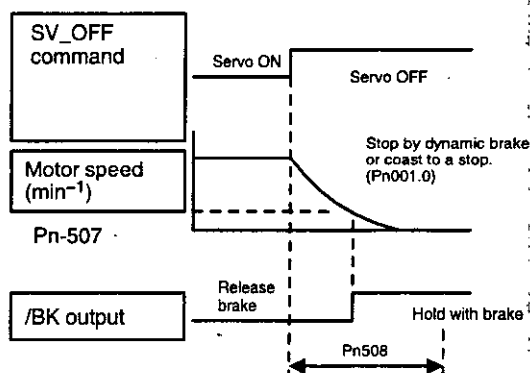 SV_OFF
command
Servo ON
Servo OFF
Stop by dynamic brake
or coast to a stop.
(Pn001.0)
Motor speed
(min⁻¹)
Pn-507
Release
brake
/BK output
Hold with brake
Pn508